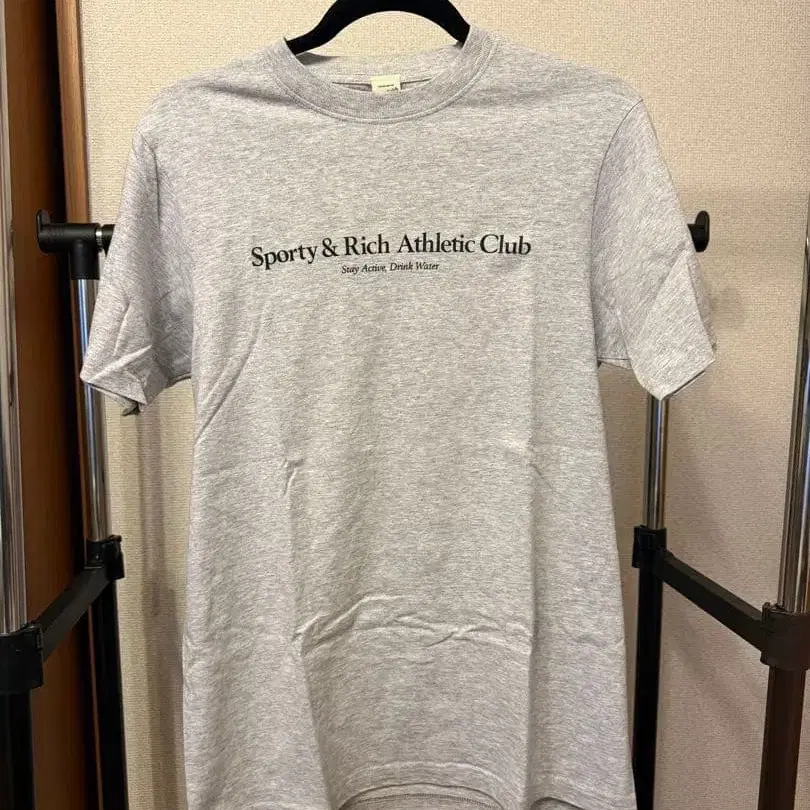 Sporty & Rich Athletic Club
Stay Active, Drink Water